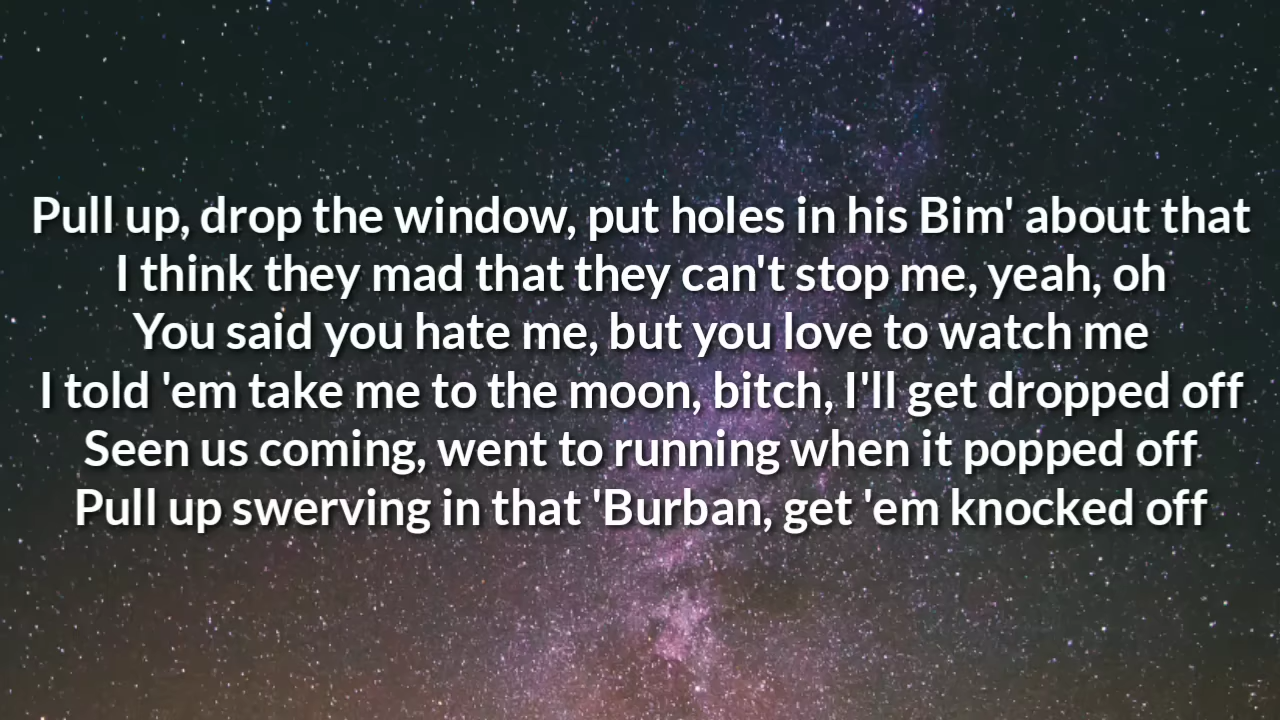 Pull up, drop the window, put holes in his Bim' about that
I think they mad that they can't stop me, yeah, oh
You said you hate me, but you love to watch me
I told 'em take me to the moon, bitch, I'll get dropped off
Seen us coming, went to running when it popped off
Pull up swerving in that 'Burban, get 'em knocked off